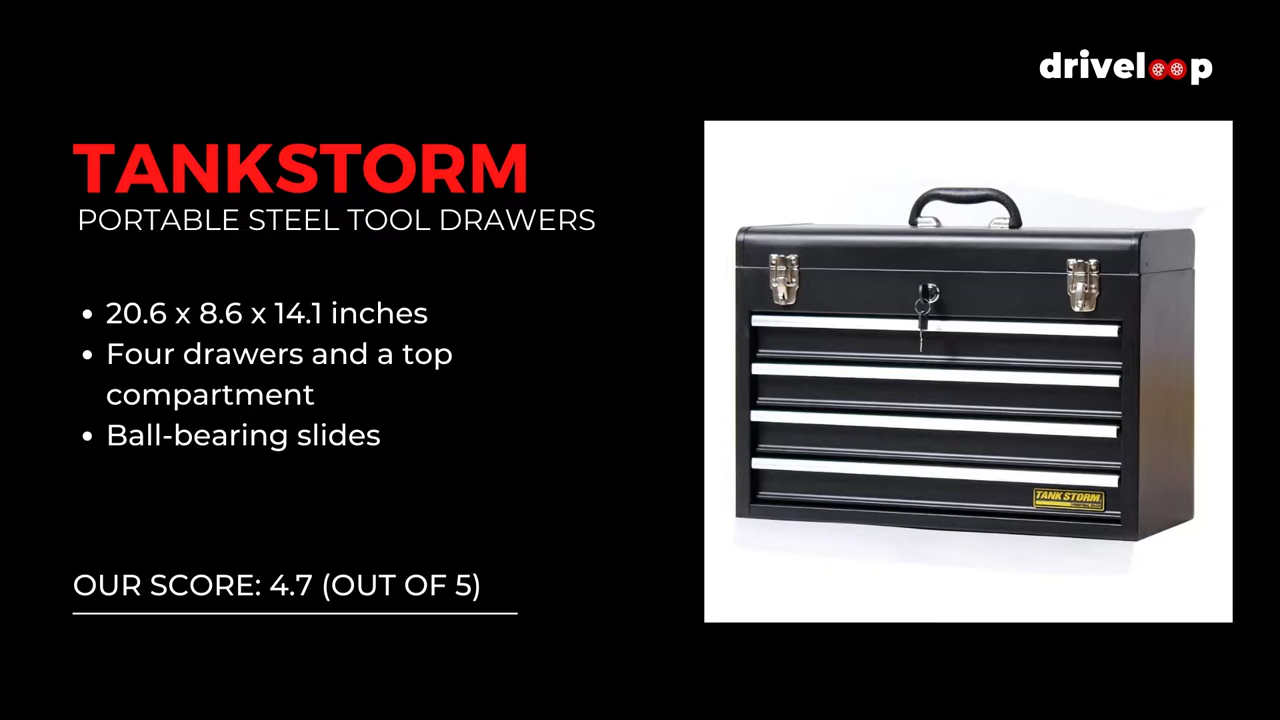 driveloop
TANKSTORM
PORTABLE STEEL TOOL DRAWERS
20.6 x 8.6 x 14.1 inches
Four drawers and a top
compartment
Ball-bearing slides
TANK STORM
OUR SCORE: 4.7 (OUT OF 5)